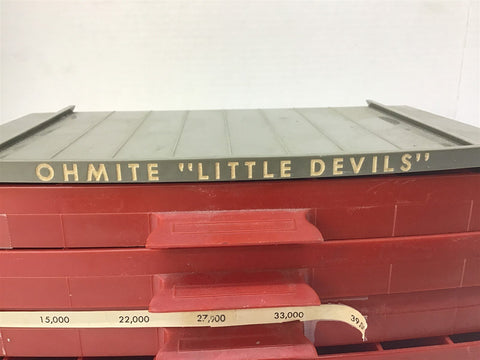 OHMITE "LITTLE DEVILS"
15,000 22,000 27,000 33,000